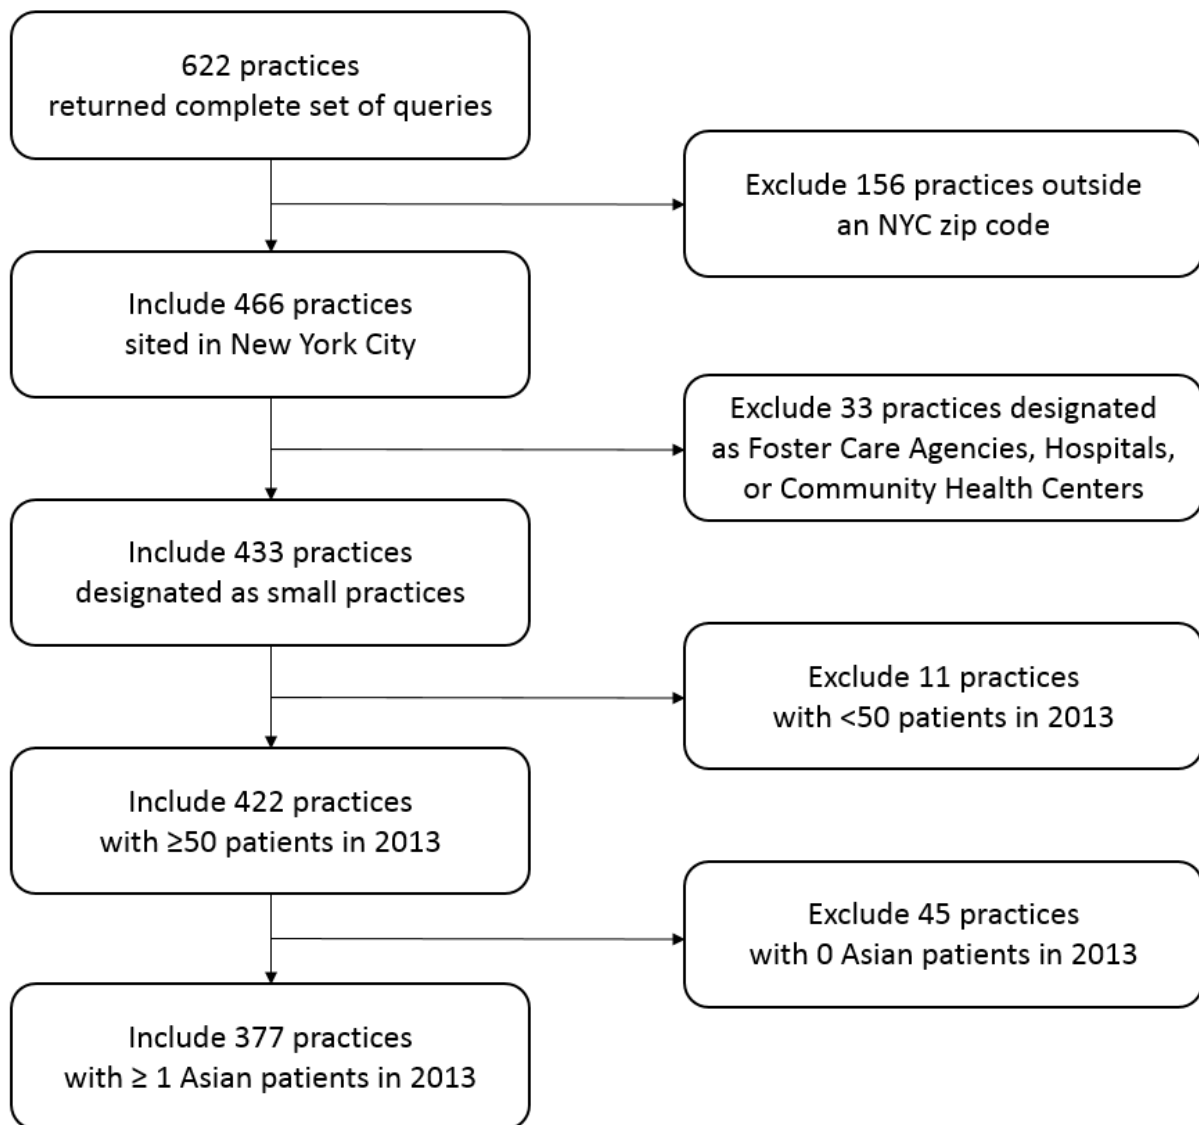 622 practices
returned complete set of queries
Exclude 156 practices outside
an NYC zip code
Include 466 practices
sited in New York City
Exclude 33 practices designated
as Foster Care Agencies, Hospitals,
or Community Health Centers
Include 433 practices
designated as small practices
Exclude 11 practices
with <50 patients in 2013
Include 422 practices
with ≥50 patients in 2013
Exclude 45 practices
with 0 Asian patients in 2013
Include 377 practices
with ≥ 1 Asian patients in 2013